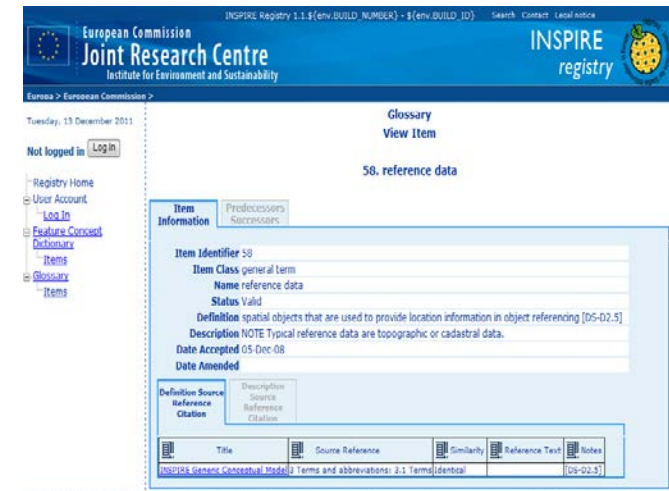 INSPIRE Registry 1.1.${env.BUILD_NUMBER} - ${env.BUILD_ID} Search Contact Legal notice
European Commission
Joint Research Centre
Institute for Environment and Sustainability
INSPIRE
registry
Europa > European Commission >
Tuesday, 13 December 2011
Not logged in Log in
Registry Home
User Account
Log In
Feature Concept
Dictionary
Items
Glossary
Items
Glossary
View Item
58. reference data
Item
Information
Predecessors
Successors
Item Identifier 58
Item Class general term
Name reference data
Status Valid
Definition spatial objects that are used to provide location information in object referencing [DS-D2.5]
Description NOTE Typical reference data are topographic or cadastral data.
Date Accepted 05-Dec-08
Date Amended
Definition Source
Reference
Citation
Description
Source
Reference
Citation
Title Source Reference Similarity Reference Text Notes
INSPIRE Generic Conceptual Model 3 Terms and abbreviations: 3.1 Terms Identical [DS-D2.5]